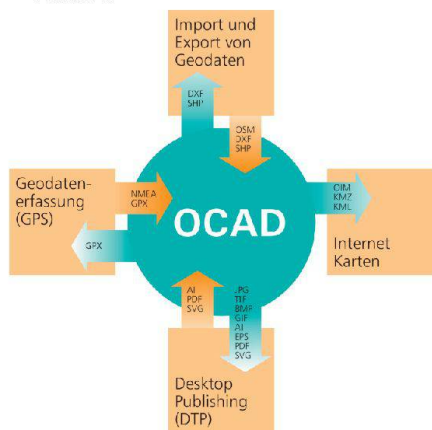 Import und
Export von
Geodaten
DXF
SHP
OSM
DXF
SHP
Geodaten-
erfassung
(GPS)
NMEA
GPX
GPX
OCAD
OIM
KMZ
KML
Internet
Karten
AI
PDF
SVG
JPG
TIF
BMP
GIF
AI
EPS
PDF
SVG
Desktop
Publishing
(DTP)